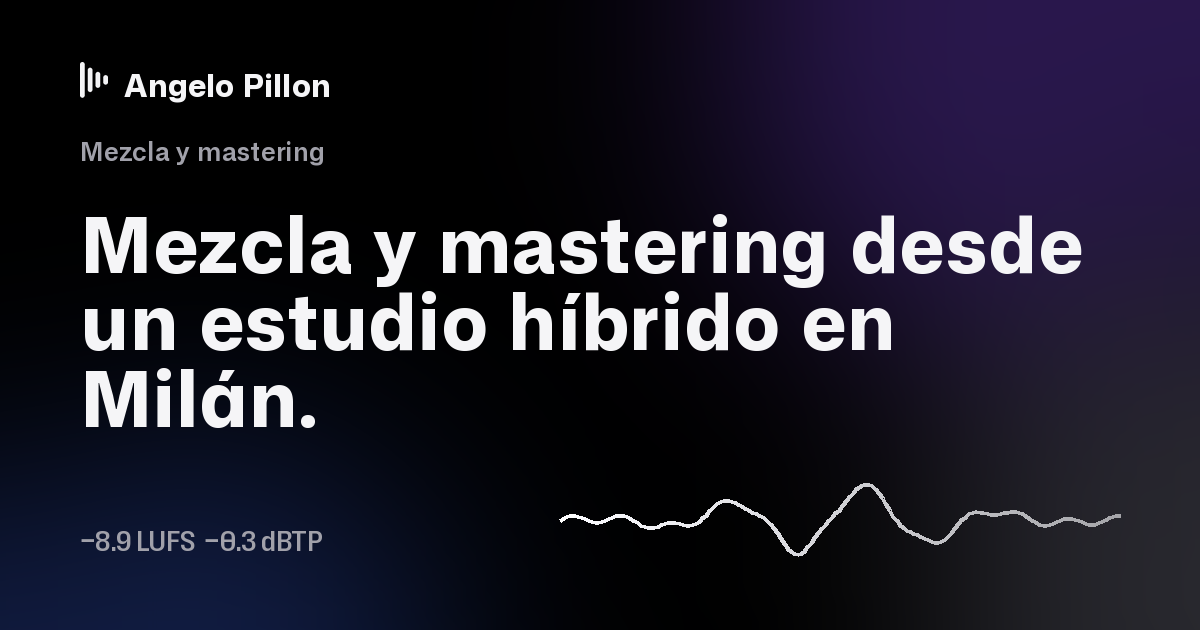 Angelo Pillon
Mezcla y mastering
Mezcla y mastering desde
un estudio híbrido en
Milán.
−8.9 LUFS −0.3 dBTP